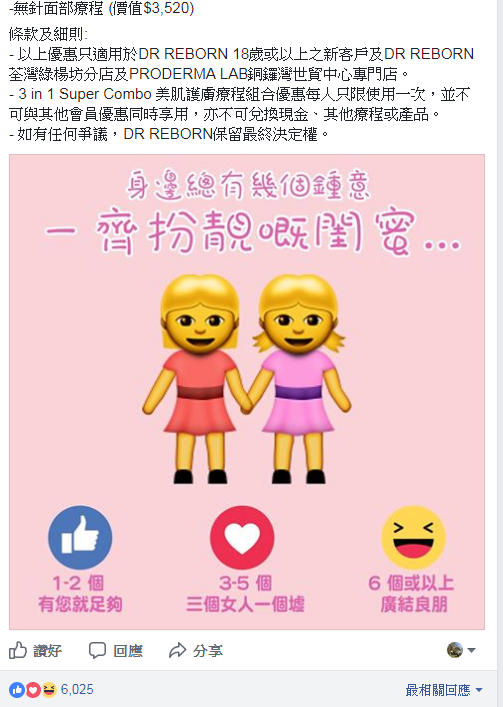 -無針面部療程 (價值$3,520)
條款及細則:
- 以上優惠只適用於DR REBORN 18歲或以上之新客戶及DR REBORN
荃灣綠楊坊分店及PRODERMA LAB銅鑼灣世貿中心專門店。
- 3 in 1 Super Combo 美肌護膚療程組合優惠每人只限使用一次，並不
可與其他會員優惠同時享用，亦不可兌換現金、其他療程或產品。
- 如有任何爭議，DR REBORN保留最終決定權。
身邊總有幾個鍾意
一齊扮靚嘅閨蜜...
1-2 個
有您就足夠
3-5 個
三個女人一個墟
6 個或以上
廣結良朋
讚好 回應 分享
6,025 最相關回應